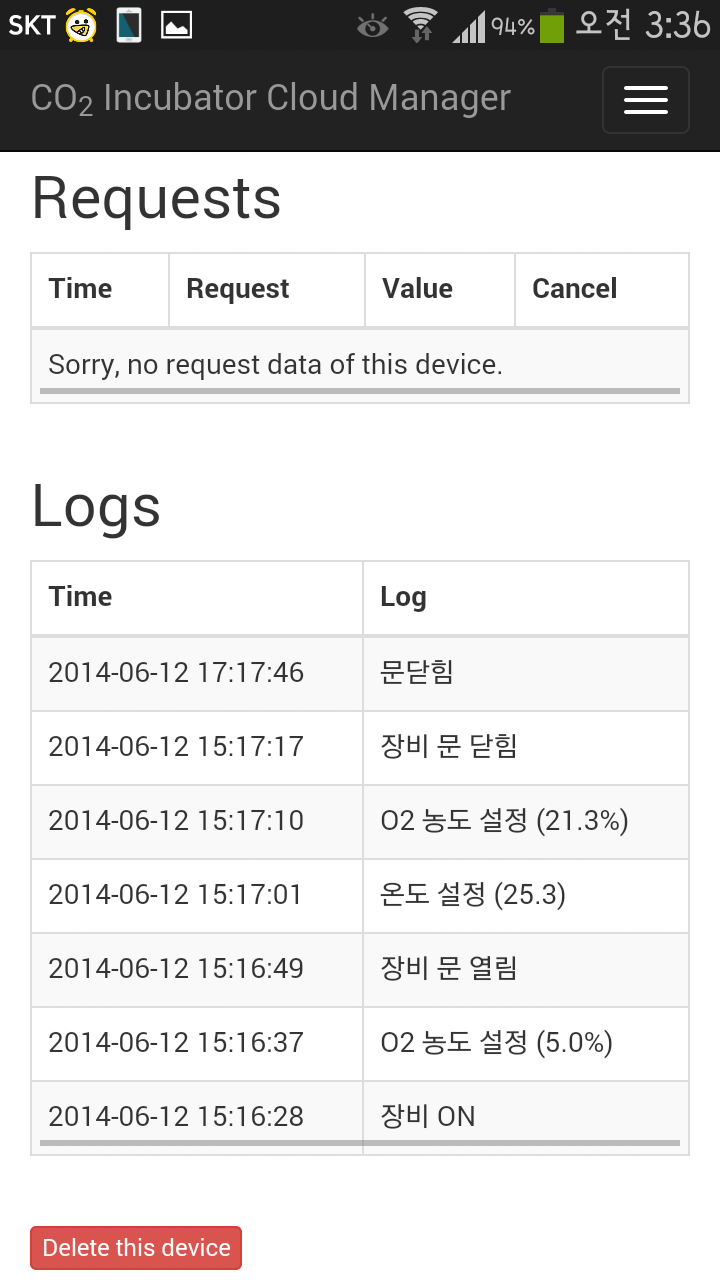 SKT 94% 오전 3:36
CO2 Incubator Cloud Manager
Requests
Time Request Value Cancel
Sorry, no request data of this device.
Logs
Time Log
2014-06-12 17:17:46 문닫힘
2014-06-12 15:17:17 장비 문 닫힘
2014-06-12 15:17:10 O2 농도 설정 (21.3%)
2014-06-12 15:17:01 온도 설정 (25.3)
2014-06-12 15:16:49 장비 문 열림
2014-06-12 15:16:37 O2 농도 설정 (5.0%)
2014-06-12 15:16:28 장비 ON
Delete this device